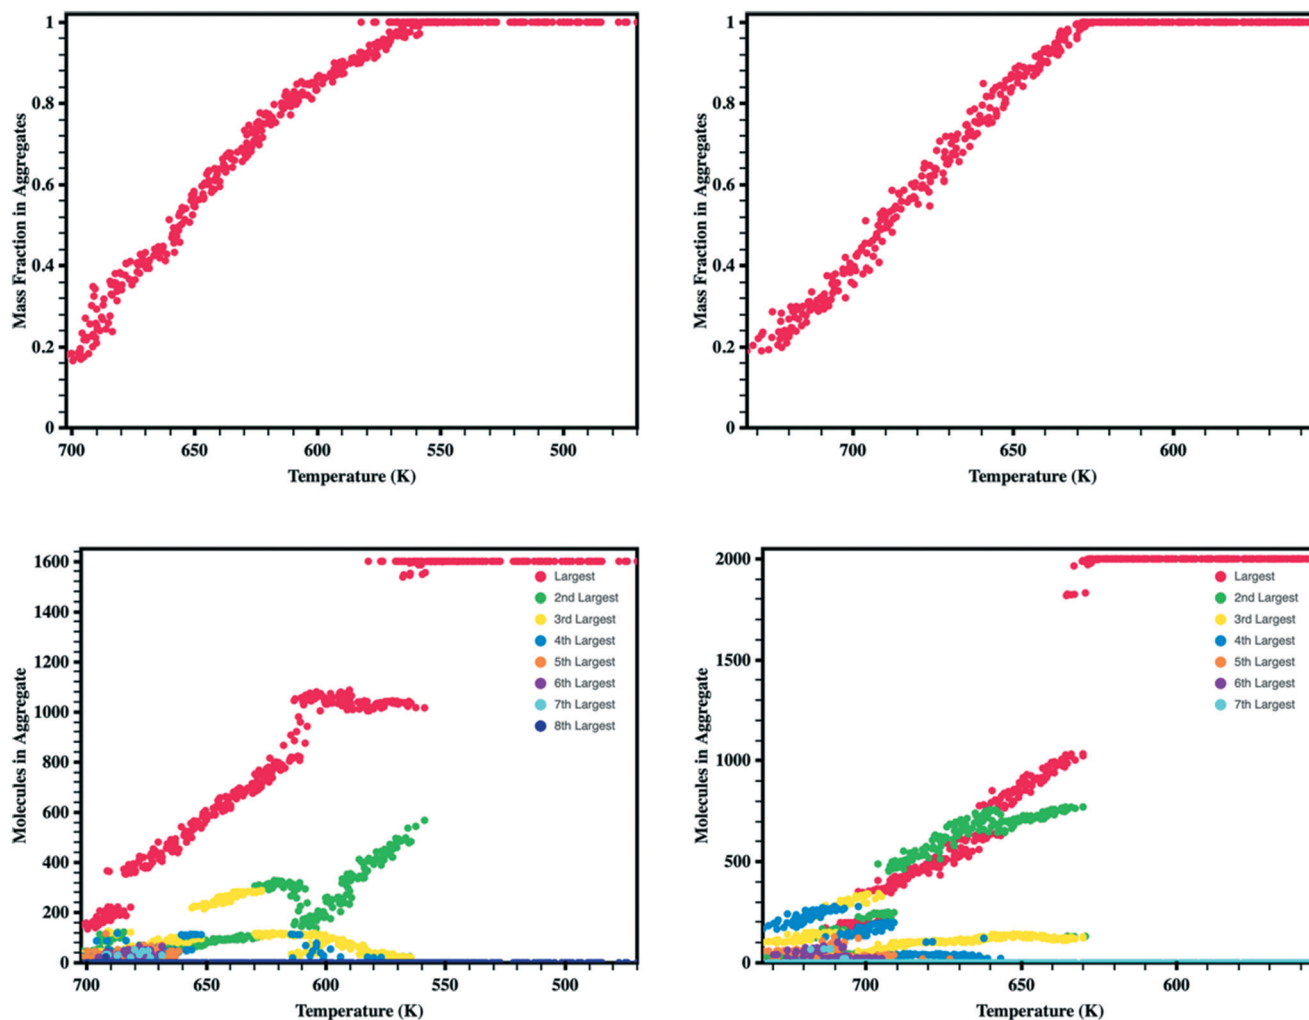 1
0.8
0.6
0.4
0.2
0
Mass Fraction in Aggregates
700 650 600 550 500
Temperature (K)
1
0.8
0.6
0.4
0.2
0
Mass Fraction in Aggregates
700 650 600
Temperature (K)
1600
1400
1200
1000
800
600
400
200
0
Molecules in Aggregate
Largest
2nd Largest
3rd Largest
4th Largest
5th Largest
6th Largest
7th Largest
8th Largest
700 650 600 550 500
Temperature (K)
2000
1500
1000
500
0
Molecules in Aggregate
Largest
2nd Largest
3rd Largest
4th Largest
5th Largest
6th Largest
7th Largest
700 650 600
Temperature (K)